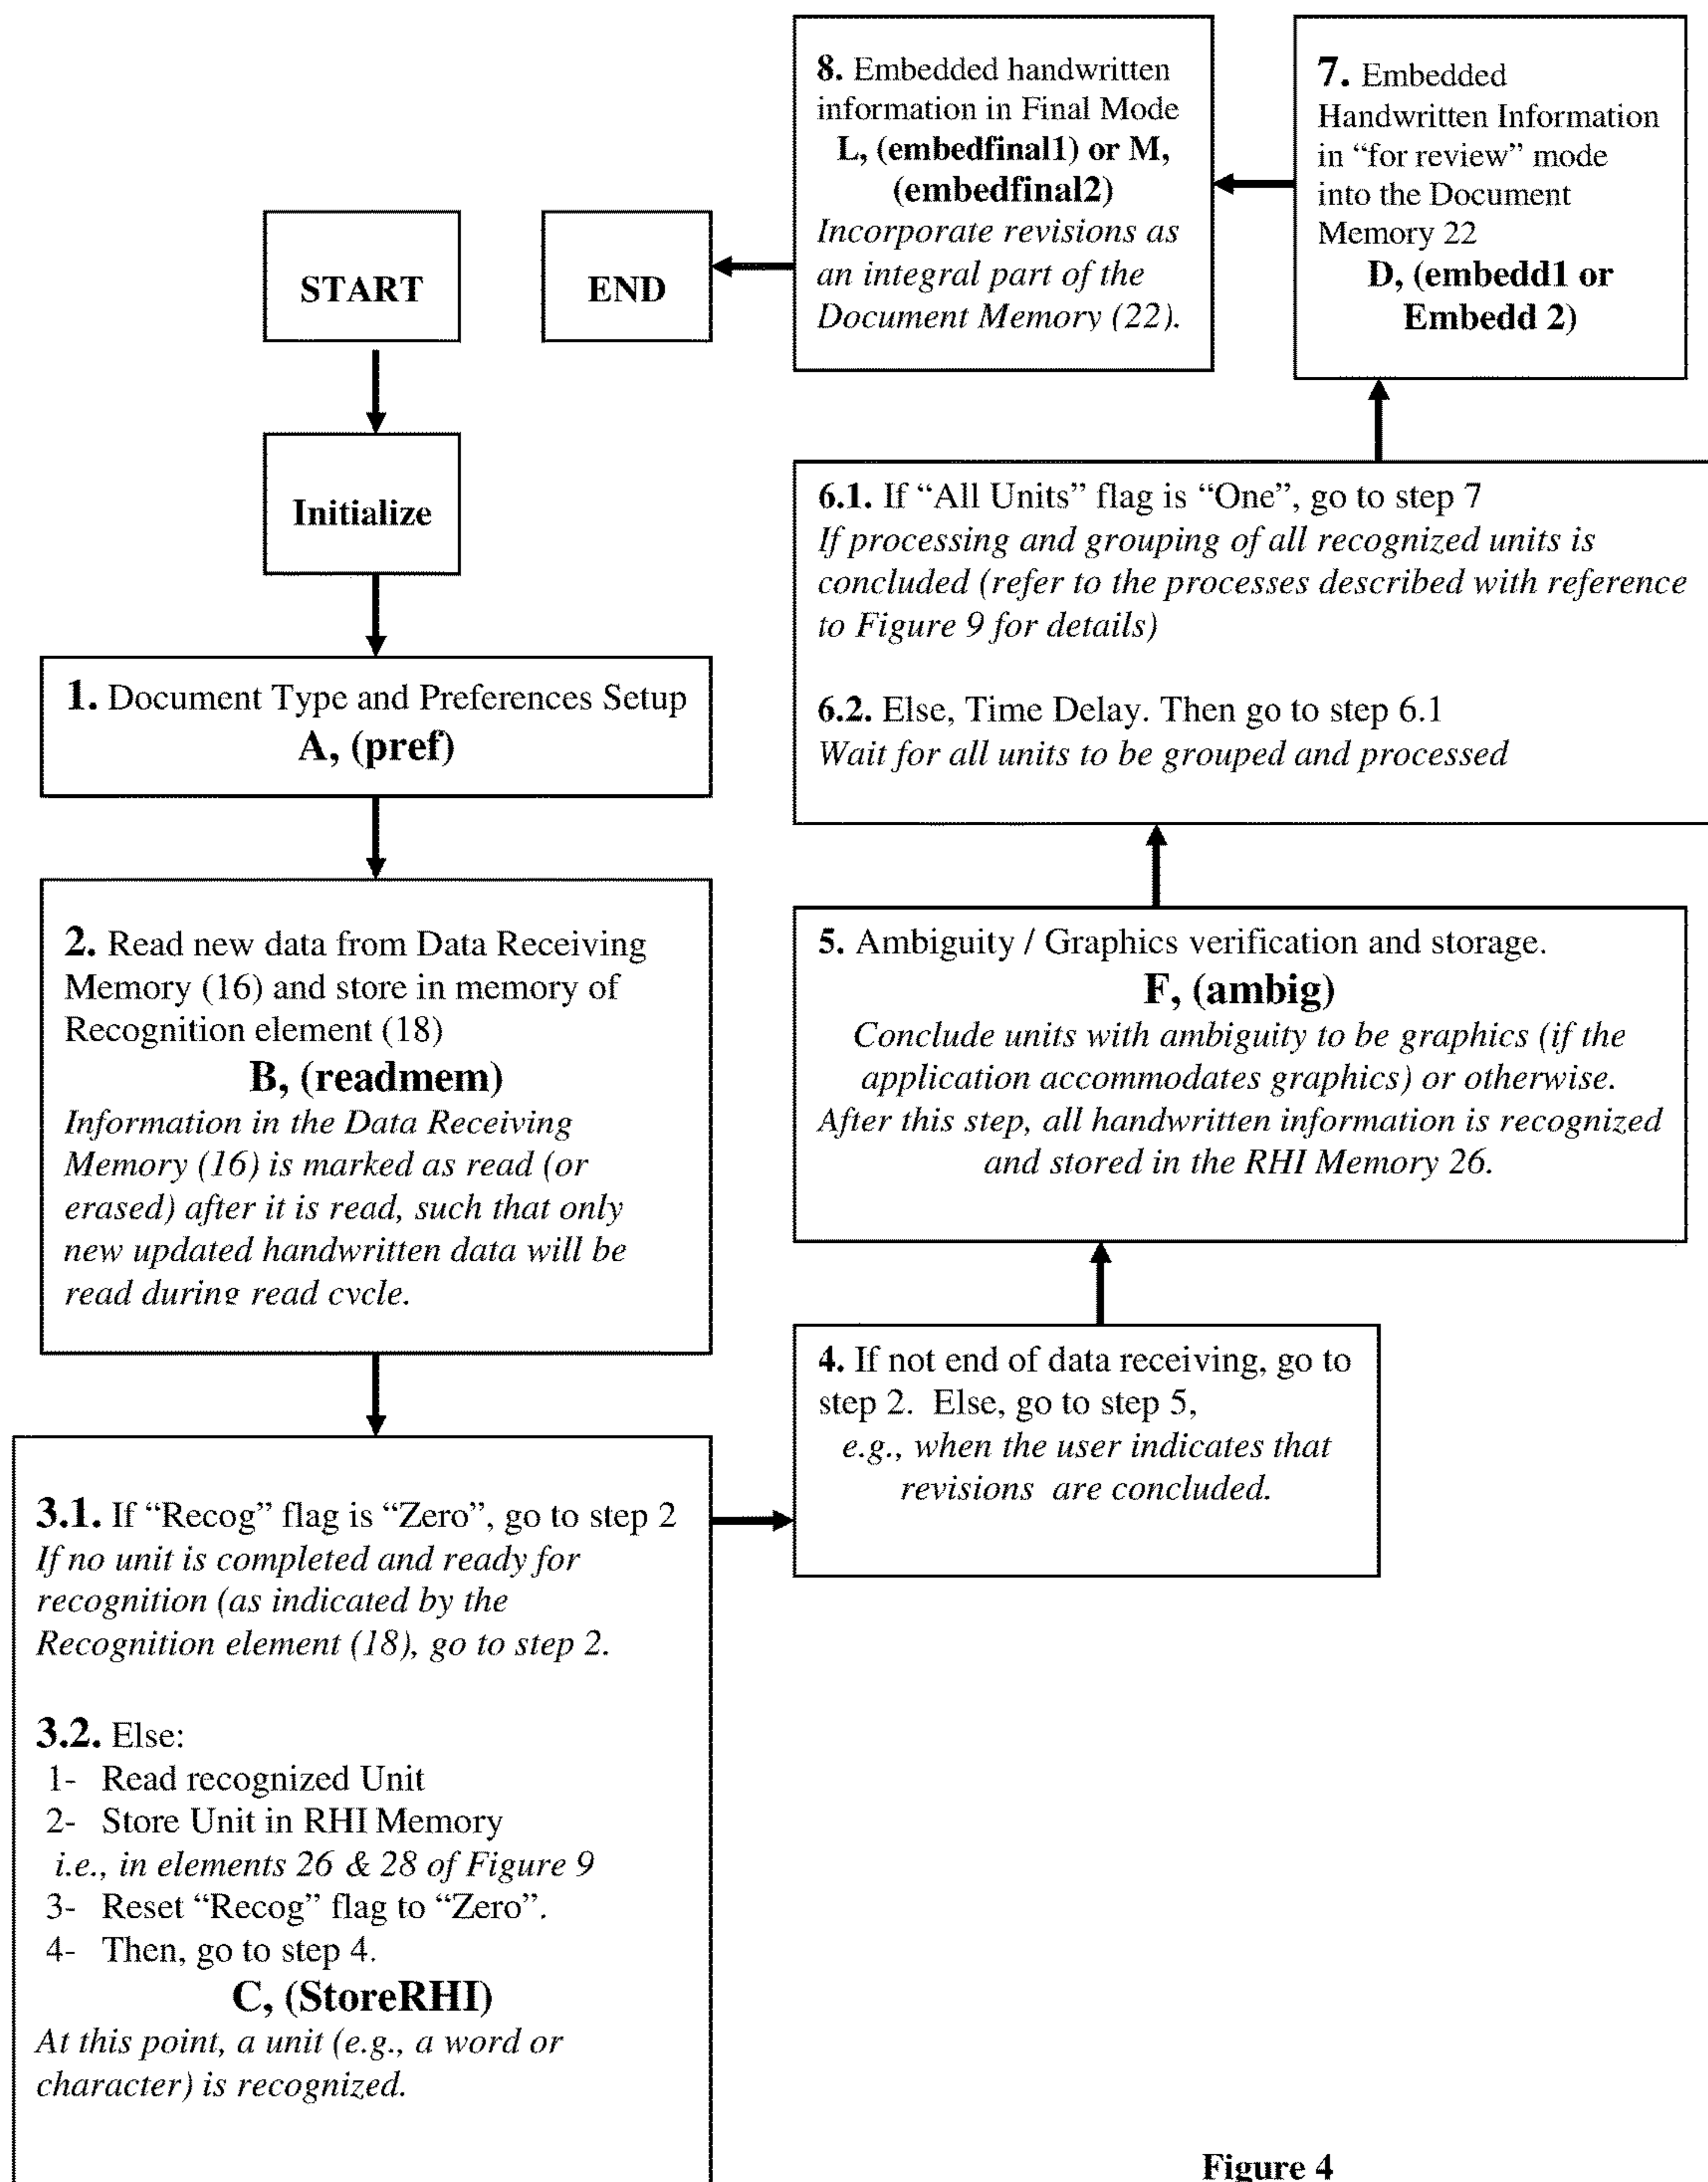 START
Initialize
1. Document Type and Preferences Setup
A, (pref)
2. Read new data from Data Receiving
Memory (16) and store in memory of
Recognition element (18)
B, (readmem)
Information in the Data Receiving
Memory (16) is marked as read (or
erased) after it is read, such that only
new updated handwritten data will be
read during read cycle.
3.1. If “Recog” flag is “Zero”, go to step 2
If no unit is completed and ready for
recognition (as indicated by the
Recognition element (18), go to step 2.
3.2. Else:
1- Read recognized Unit
2- Store Unit in RHI Memory
i.e., in elements 26 & 28 of Figure 9
3- Reset “Recog” flag to “Zero”.
4- Then, go to step 4.
C, (StoreRHI)
At this point, a unit (e.g., a word or
character) is recognized.
4. If not end of data receiving, go to
step 2. Else, go to step 5,
e.g., when the user indicates that
revisions are concluded.
5. Ambiguity / Graphics verification and storage.
F, (ambig)
Conclude units with ambiguity to be graphics (if the
application accommodates graphics) or otherwise.
After this step, all handwritten information is recognized
and stored in the RHI Memory 26.
6.1. If “All Units” flag is “One”, go to step 7
If processing and grouping of all recognized units is
concluded (refer to the processes described with reference
to Figure 9 for details)
6.2. Else, Time Delay. Then go to step 6.1
Wait for all units to be grouped and processed
7. Embedded
Handwritten Information
in “for review” mode
into the Document
Memory 22
D, (embedd1 or
Embedd 2)
8. Embedded handwritten
information in Final Mode
L, (embedfinal1) or M,
(embedfinal2)
Incorporate revisions as
an integral part of the
Document Memory (22).
END
Figure 4